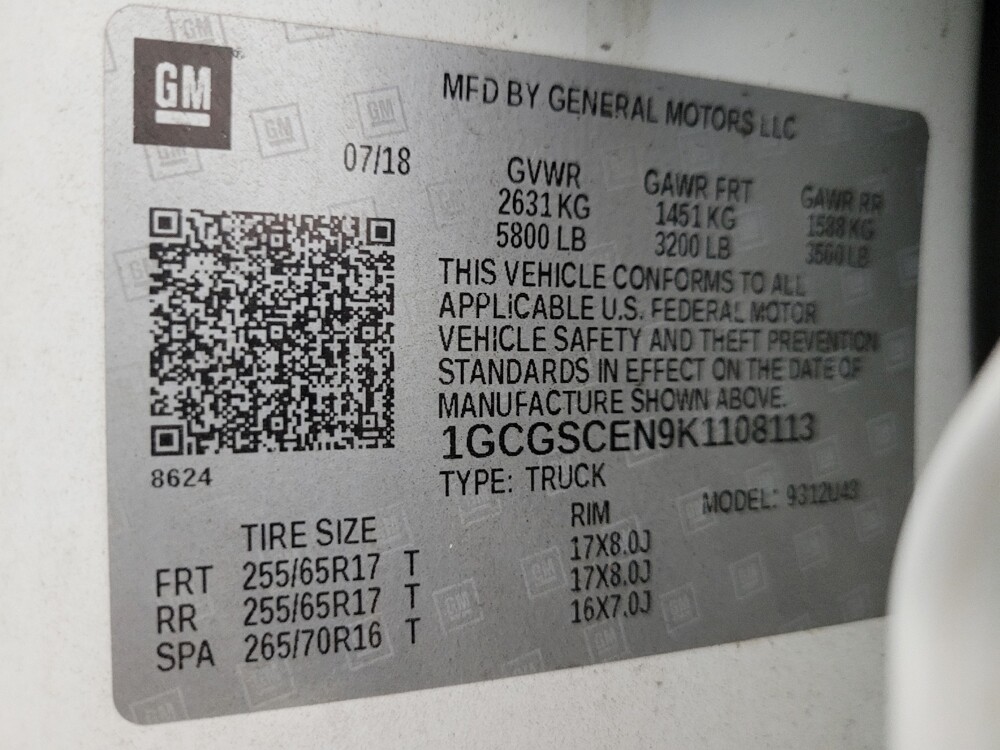 GM
MFD BY GENERAL MOTORS LLC
07/18
GVWR GAWR FRT GAWR RR
2631 KG 1451 KG 1588 KG
5800 LB 3200 LB 3500 LB
THIS VEHICLE CONFORMS TO ALL
APPLICABLE U.S. FEDERAL MOTOR
VEHICLE SAFETY AND THEFT PREVENTION
STANDARDS IN EFFECT ON THE DATE OF
MANUFACTURE SHOWN ABOVE.
1GCGSCEN9K1108113
8624
TYPE: TRUCK MODEL: 9312U43
TIRE SIZE RIM
FRT 255/65R17 T 17X8.0J
RR 255/65R17 T 17X8.0J
SPA 265/70R16 T 16X7.0J